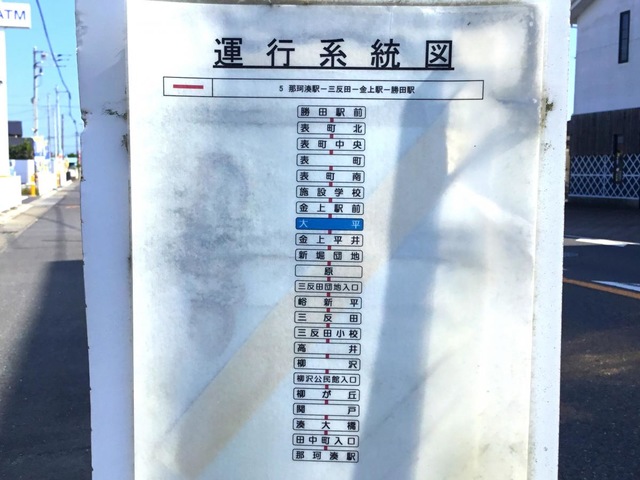 ATM
運行系統図
5 那珂湊駅－三反田－金上駅－勝田駅
勝田駅前
表町北
表町中央
表町
表町南
施設学校
金上駅前
大平
金上平井
新堀団地
原
三反田団地入口
峪新平
三反田
三反田小校
高井
柳沢
柳沢公民館入口
柳が丘
関戸
湊大橋
田中町入口
那珂湊駅